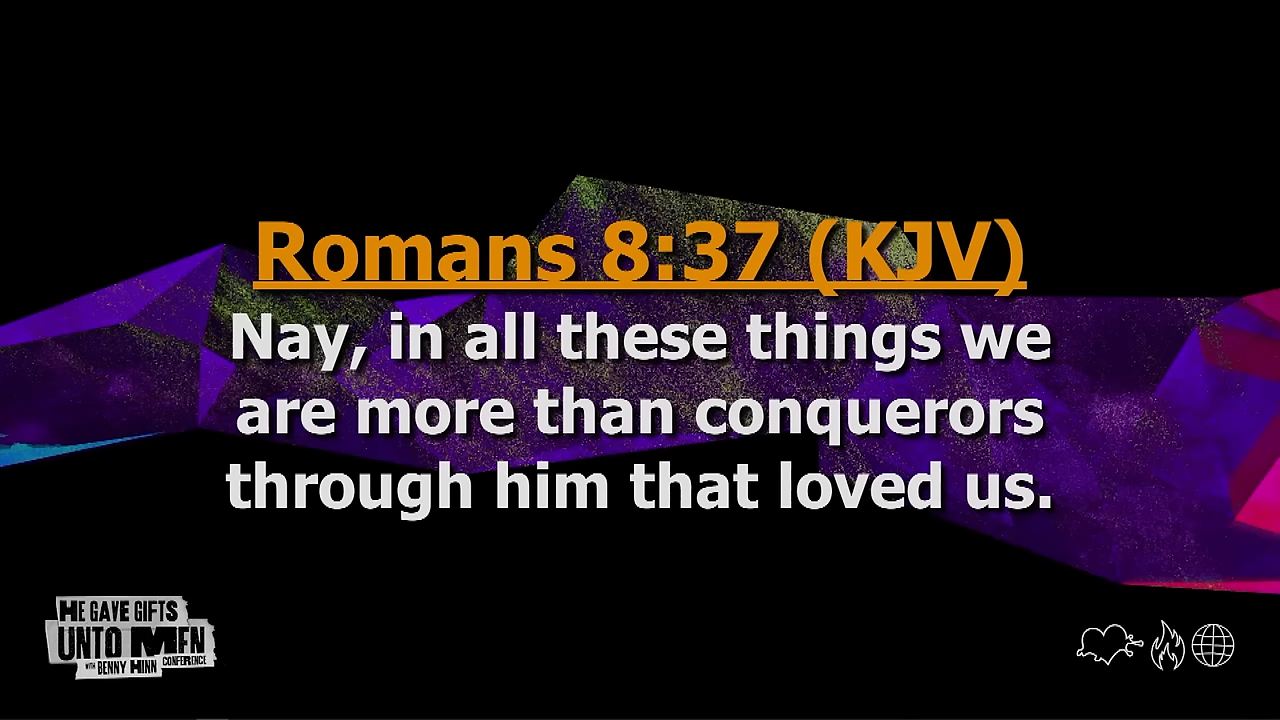 Romans 8:37 (KJV)
Nay, in all these things we
are more than conquerors
through him that loved us.
HE GAVE GIFTS
UNTO MEN
WITH BENNY HINN CONFERENCE